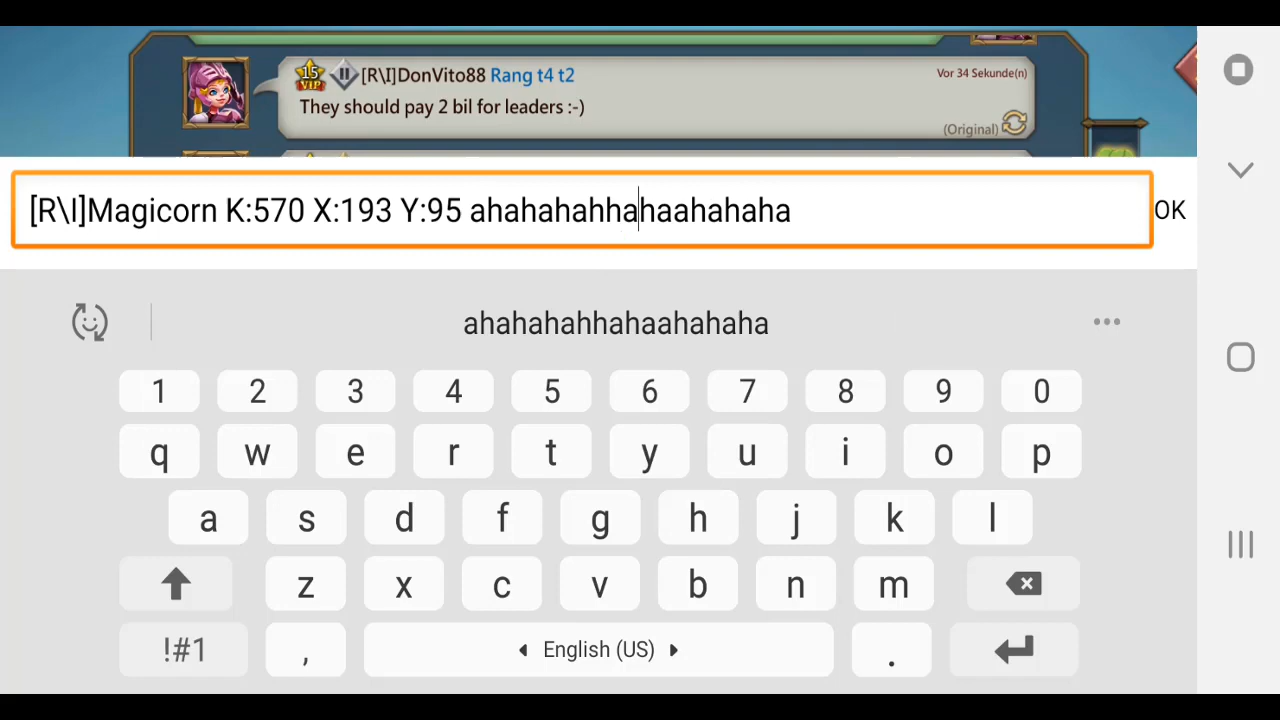 15
VIP
[R\I]DonVito88 Rang t4 t2
Vor 34 Sekunde(n)
They should pay 2 bil for leaders :-)
(Original)
[R\I]Magicorn K:570 X:193 Y:95 ahahahahhahaahahaha
OK
ahahahahhahaahahaha
1 2 3 4 5 6 7 8 9 0
q w e r t y u i o p
a s d f g h j k l
z x c v b n m
!#1 , English (US) .